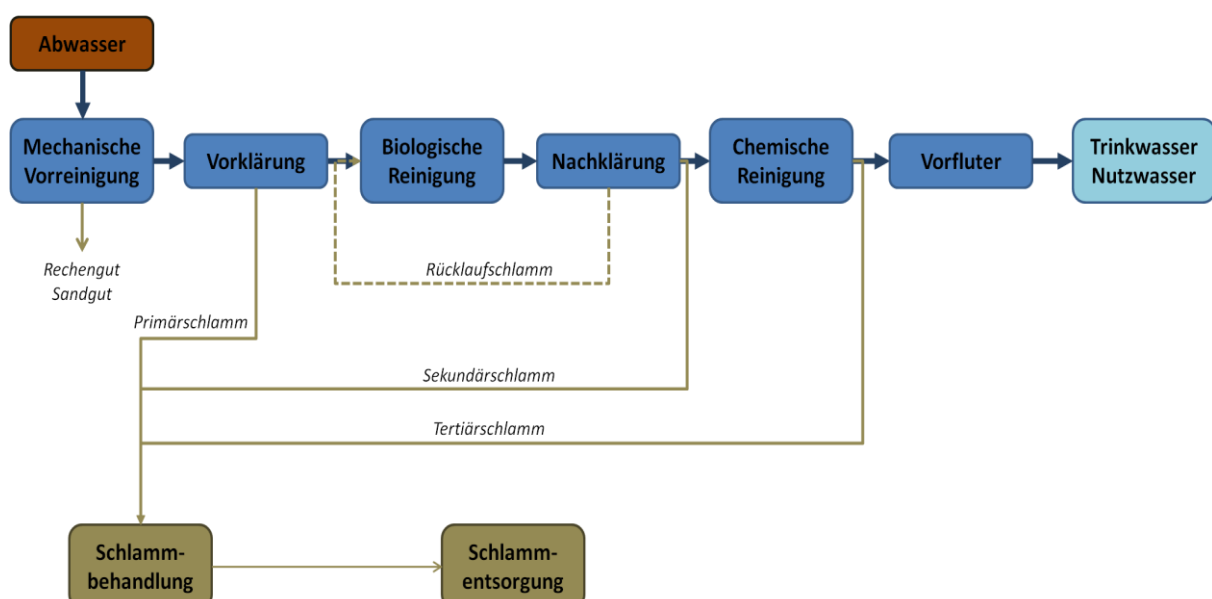 Abwasser
Mechanische
Vorreinigung
Vorklärung
Biologische
Reinigung
Nachklärung
Chemische
Reinigung
Vorfluter
Trinkwasser
Nutzwasser
Rechengut
Sandgut
Rücklaufschlamm
Primärschlamm
Sekundärschlamm
Tertiärschlamm
Schlamm-
behandlung
Schlamm-
entsorgung